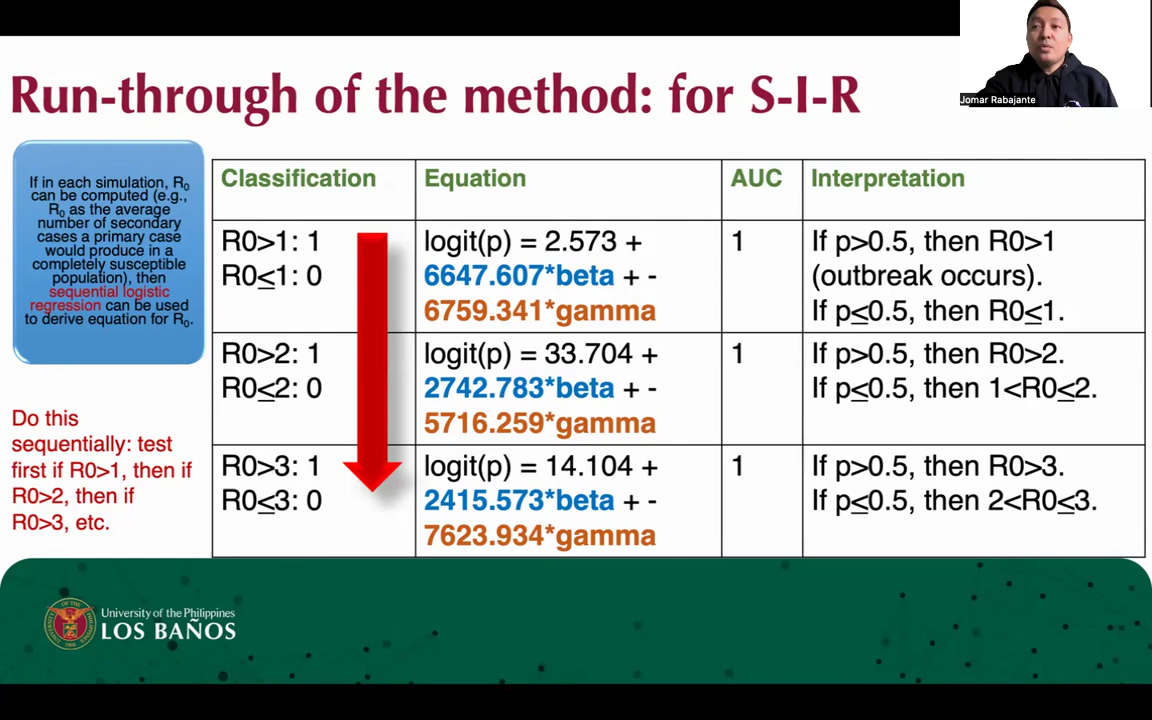 Jomar Rabajante
Run-through of the method: for S-I-R
If in each simulation, R0
can be computed (e.g.,
R0 as the average
number of secondary
cases a primary case
would produce in a
completely susceptible
population), then
sequential logistic
regression can be used
to derive equation for R0.
Do this
sequentially: test
first if R0>1, then if
R0>2, then if
R0>3, etc.
Classification
Equation
AUC
Interpretation
R0>1: 1
R0≤1: 0
logit(p) = 2.573 +
6647.607*beta + -
6759.341*gamma
1
If p>0.5, then R0>1
(outbreak occurs).
If p≤0.5, then R0≤1.
R0>2: 1
R0≤2: 0
logit(p) = 33.704 +
2742.783*beta + -
5716.259*gamma
1
If p>0.5, then R0>2.
If p≤0.5, then 1<R0≤2.
R0>3: 1
R0≤3: 0
logit(p) = 14.104 +
2415.573*beta + -
7623.934*gamma
1
If p>0.5, then R0>3.
If p≤0.5, then 2<R0≤3.
University of the Philippines
LOS BAÑOS